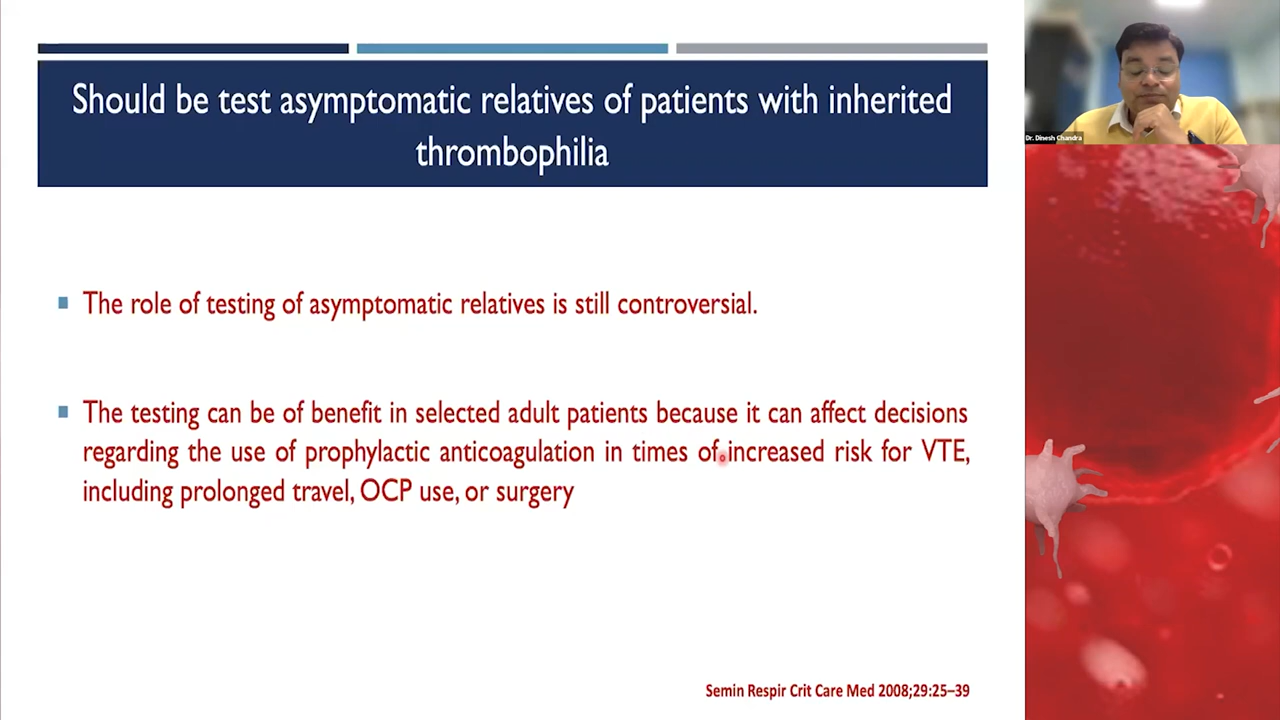 Should be test asymptomatic relatives of patients with inherited
thrombophilia
The role of testing of asymptomatic relatives is still controversial.
The testing can be of benefit in selected adult patients because it can affect decisions
regarding the use of prophylactic anticoagulation in times of increased risk for VTE,
including prolonged travel, OCP use, or surgery
Semin Respir Crit Care Med 2008;29:25–39
Dr. Dinesh Chandra